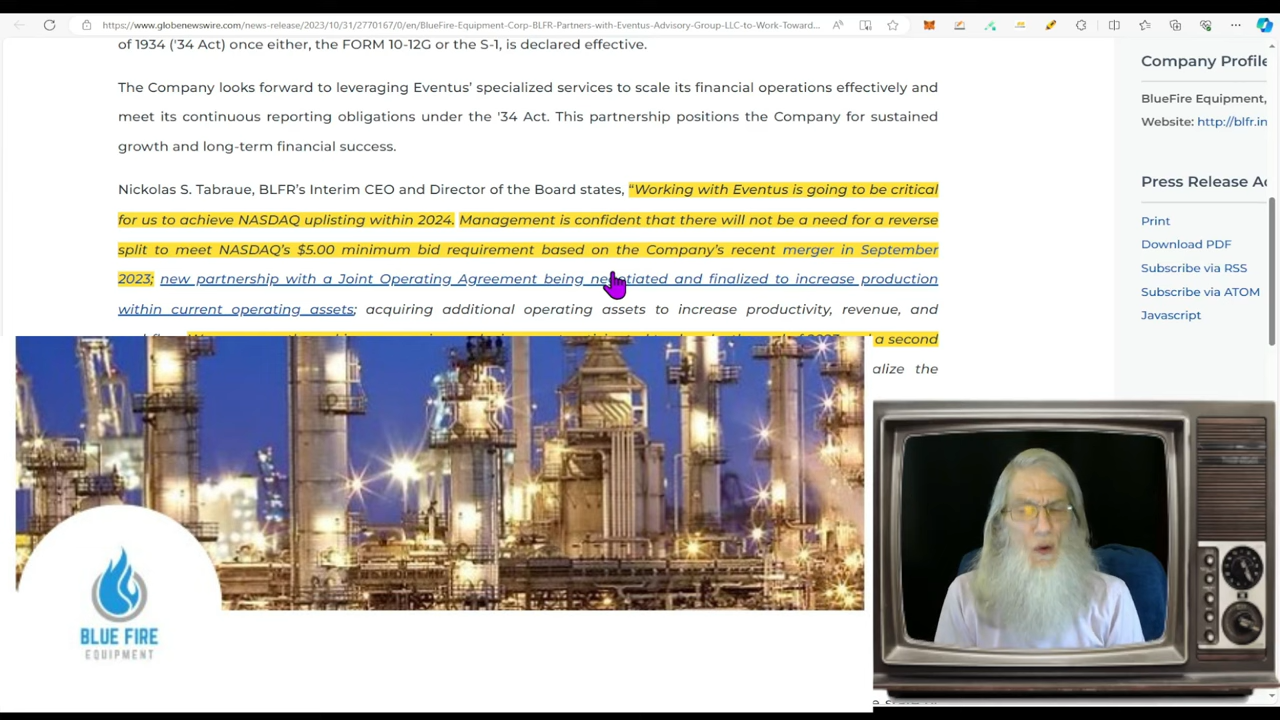 https://www.globenewswire.com/news-release/2023/10/31/2770167/0/en/BlueFire-Equipment-Corp-BLFR-Partners-with-Eventus-Advisory-Group-LLC-to-Work-Toward...
of 1934 ('34 Act) once either, the FORM 10-12G or the S-1, is declared effective.
The Company looks forward to leveraging Eventus’ specialized services to scale its financial operations effectively and
meet its continuous reporting obligations under the '34 Act. This partnership positions the Company for sustained
growth and long-term financial success.
Nickolas S. Tabraue, BLFR’s Interim CEO and Director of the Board states, “Working with Eventus is going to be critical
for us to achieve NASDAQ uplisting within 2024. Management is confident that there will not be a need for a reverse
split to meet NASDAQ’s $5.00 minimum bid requirement based on the Company’s recent merger in September
2023; new partnership with a Joint Operating Agreement being negotiated and finalized to increase production
within current operating assets; acquiring additional operating assets to increase productivity, revenue, and
a second
alize the
Company Profile
BlueFire Equipment,
Website: http://blfr.in
Press Release Ac
Print
Download PDF
Subscribe via RSS
Subscribe via ATOM
Javascript
BLUE FIRE
EQUIPMENT